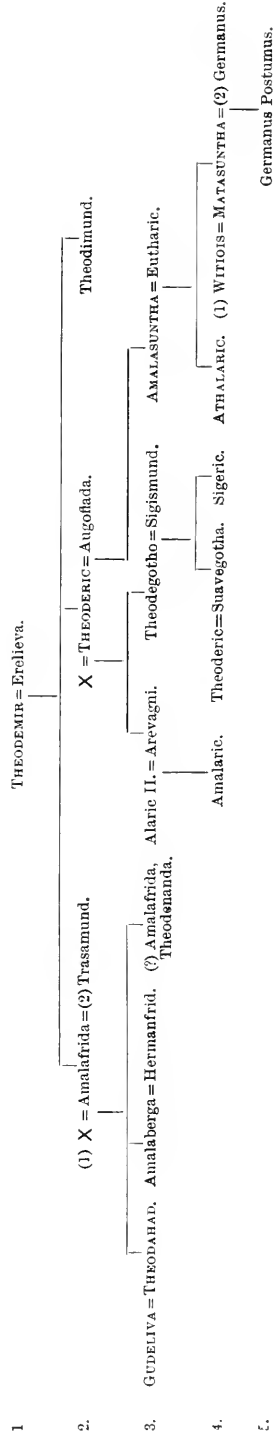 1 THEODEMIR = Erelieva.
2. (1) X = Amalafrida = (2) Trasamund. X = THEODERIC = Augoflada. Theodimund.
3. GUDELIVA = THEODAHAD. Amalaberga = Hermanfrid. (?) Amalafrida, Alaric II. = Arevagni. Theodegotho = Sigismund. AMALASUNTHA = Eutharic.
Theodenanda.
4. Amalaric. Theoderic = Suavegotha. Sigeric. ATHALARIC. (1) WITIGIS = MATASUNTHA = (2) Germanus.
5. Germanus Postumus.